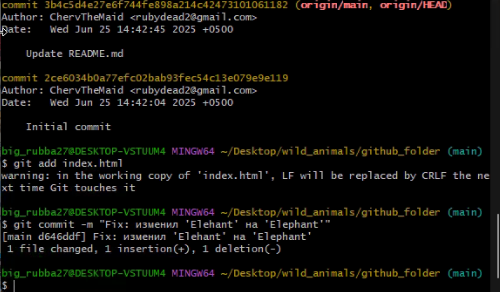 commit 3b4c5d4e27e6f744fe898a214c42473101061182 (origin/main, origin/HEAD)
Author: ChervTheMaid <rubydead2@gmail.com>
Date:   Wed Jun 25 14:42:45 2025 +0500
Update README.md
commit 2ce6034b0a77efc02bab93fec54c13e079e9e119
Author: ChervTheMaid <rubydead2@gmail.com>
Date:   Wed Jun 25 14:42:04 2025 +0500
Initial commit
big_rubba27@DESKTOP-VSTUUM4 MINGW64 ~/Desktop/wild_animals/github_folder (main)
$ git add index.html
warning: in the working copy of 'index.html', LF will be replaced by CRLF the ne
xt time Git touches it
big_rubba27@DESKTOP-VSTUUM4 MINGW64 ~/Desktop/wild_animals/github_folder (main)
$ git commit -m "Fix: изменил 'Elehant' на 'Elephant'"
[main d646ddf] Fix: изменил 'Elehant' на 'Elephant'
1 file changed, 1 insertion(+), 1 deletion(-)
big_rubba27@DESKTOP-VSTUUM4 MINGW64 ~/Desktop/wild_animals/github_folder (main)
$